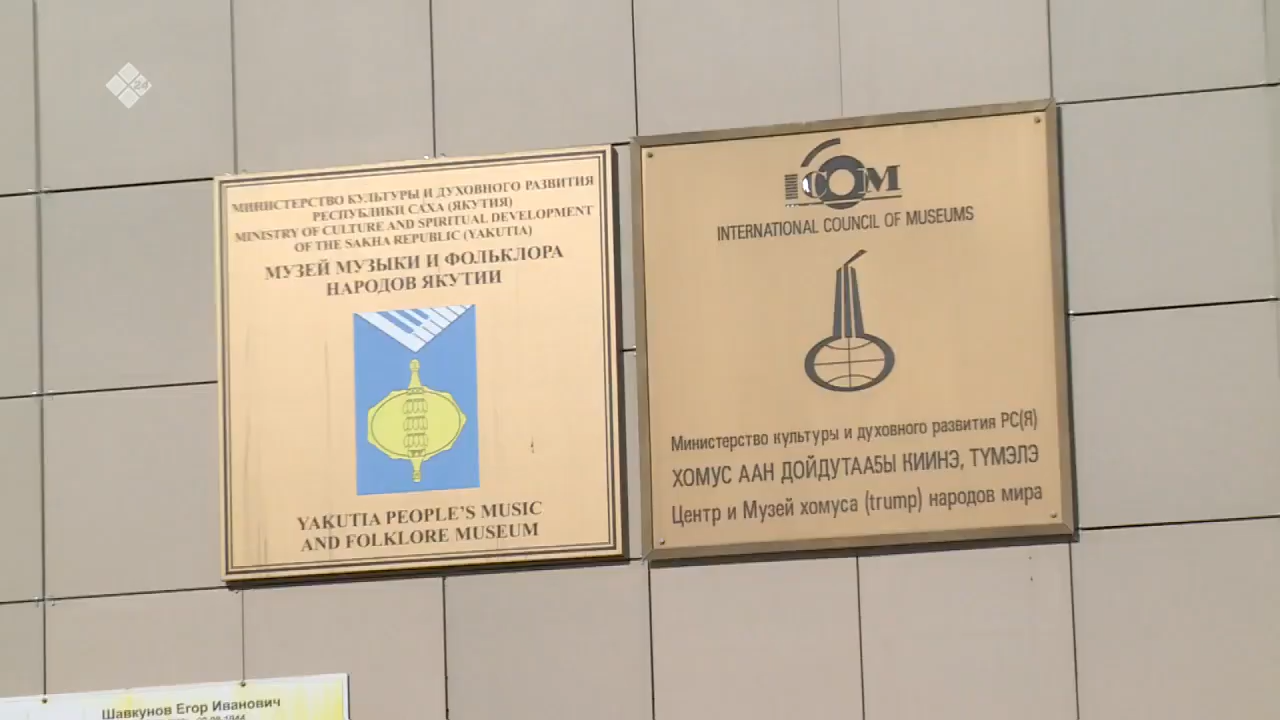 24
МИНИСТЕРСТВО КУЛЬТУРЫ И ДУХОВНОГО РАЗВИТИЯ
РЕСПУБЛИКИ САХА (ЯКУТИЯ)
MINISTRY OF CULTURE AND SPIRITUAL DEVELOPMENT
OF THE SAKHA REPUBLIC (YAKUTIA)
МУЗЕЙ МУЗЫКИ И ФОЛЬКЛОРА
НАРОДОВ ЯКУТИИ
YAKUTIA PEOPLE'S MUSIC
AND FOLKLORE MUSEUM
ICOM
INTERNATIONAL COUNCIL OF MUSEUMS
Министерство культуры и духовного развития РС(Я)
ХОМУС ААН ДОЙДУТААҔЫ КИИНЭ, ТҮМЭЛЭ
Центр и Музей хомуса (trump) народов мира
Шавкунов Егор Иванович